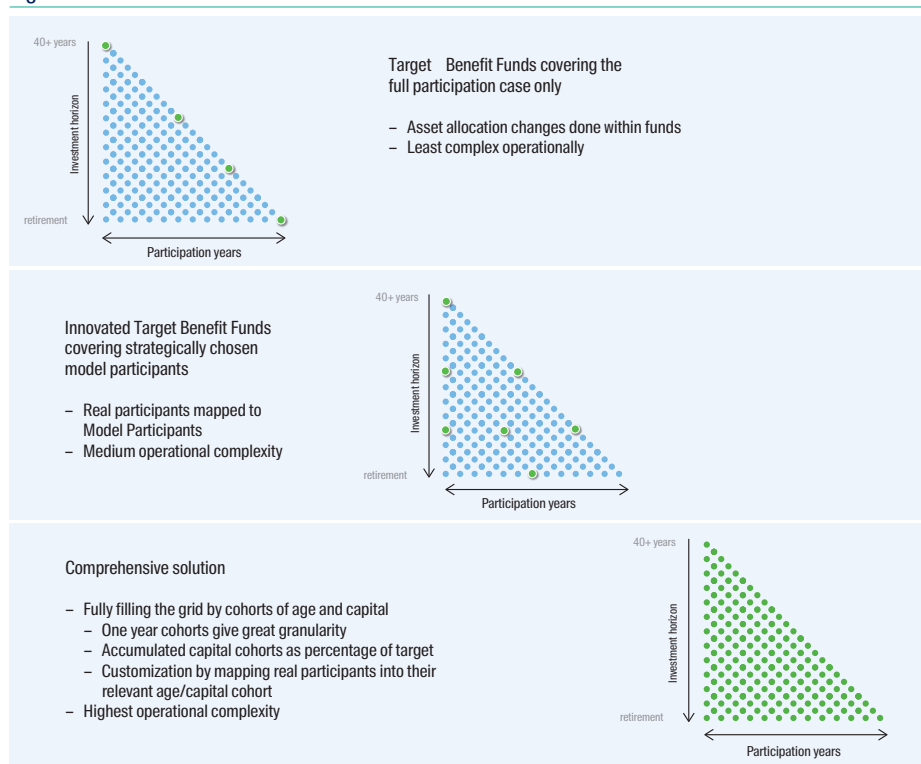 40+ years
Investment horizon
retirement
Participation years
Target Benefit Funds covering the
full participation case only
– Asset allocation changes done within funds
– Least complex operationally
Innovated Target Benefit Funds
covering strategically chosen
model participants
– Real participants mapped to
Model Participants
– Medium operational complexity
40+ years
Investment horizon
retirement
Participation years
Comprehensive solution
– Fully filling the grid by cohorts of age and capital
– One year cohorts give great granularity
– Accumulated capital cohorts as percentage of target
– Customization by mapping real participants into their
relevant age/capital cohort
– Highest operational complexity
40+ years
Investment horizon
retirement
Participation years